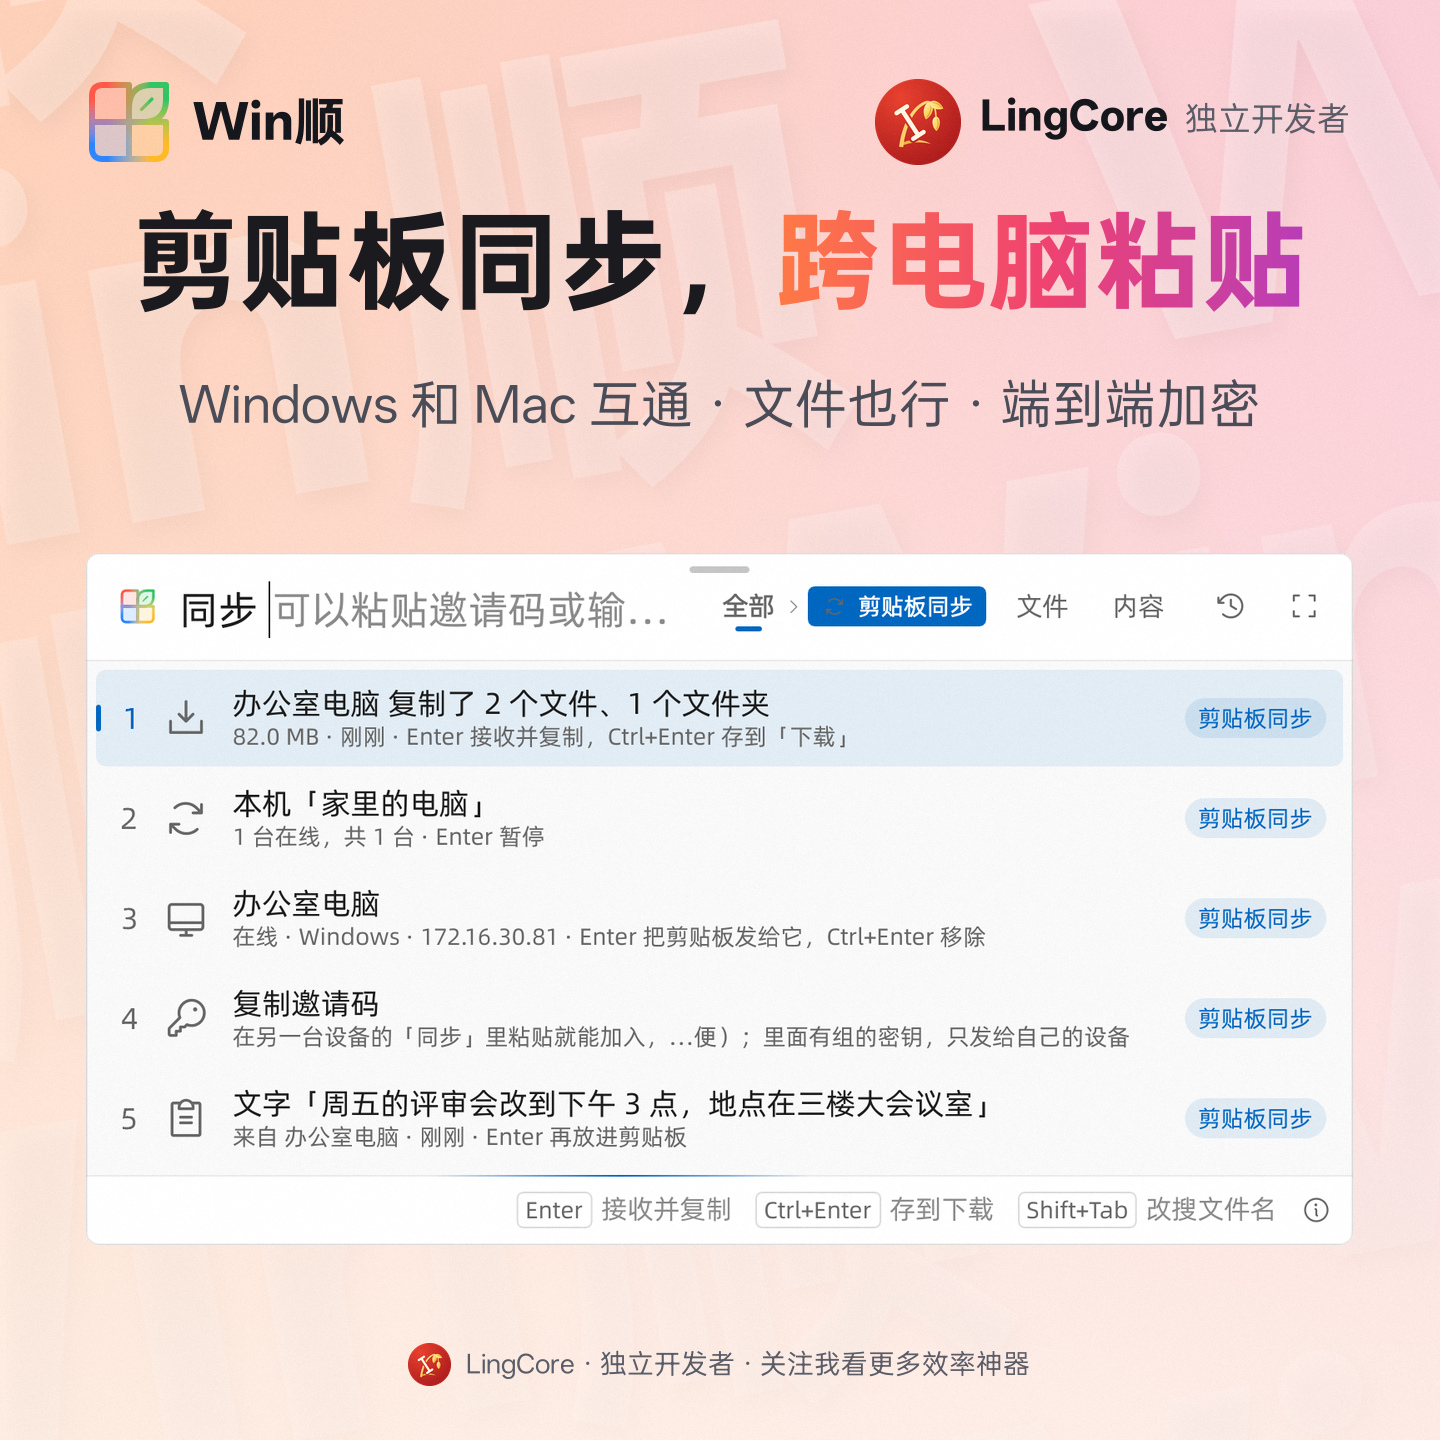 Win顺
LingCore 独立开发者
剪贴板同步，跨电脑粘贴
Windows 和 Mac 互通 · 文件也行 · 端到端加密
同步 可以粘贴邀请码或输... 全部 > 剪贴板同步 文件 内容
1 办公室电脑 复制了 2 个文件、1 个文件夹 剪贴板同步
82.0 MB · 刚刚 · Enter 接收并复制，Ctrl+Enter 存到「下载」
2 本机「家里的电脑」 剪贴板同步
1 台在线，共 1 台 · Enter 暂停
3 办公室电脑 剪贴板同步
在线 · Windows · 172.16.30.81 · Enter 把剪贴板发给它，Ctrl+Enter 移除
4 复制邀请码 剪贴板同步
在另一台设备的「同步」里粘贴就能加入，...便）；里面有组的密钥，只发给自己的设备
5 文字「周五的评审会改到下午 3 点，地点在三楼大会议室」 剪贴板同步
来自 办公室电脑 · 刚刚 · Enter 再放进剪贴板
Enter 接收并复制 Ctrl+Enter 存到下载 Shift+Tab 改搜文件名
LingCore · 独立开发者 · 关注我看更多效率神器